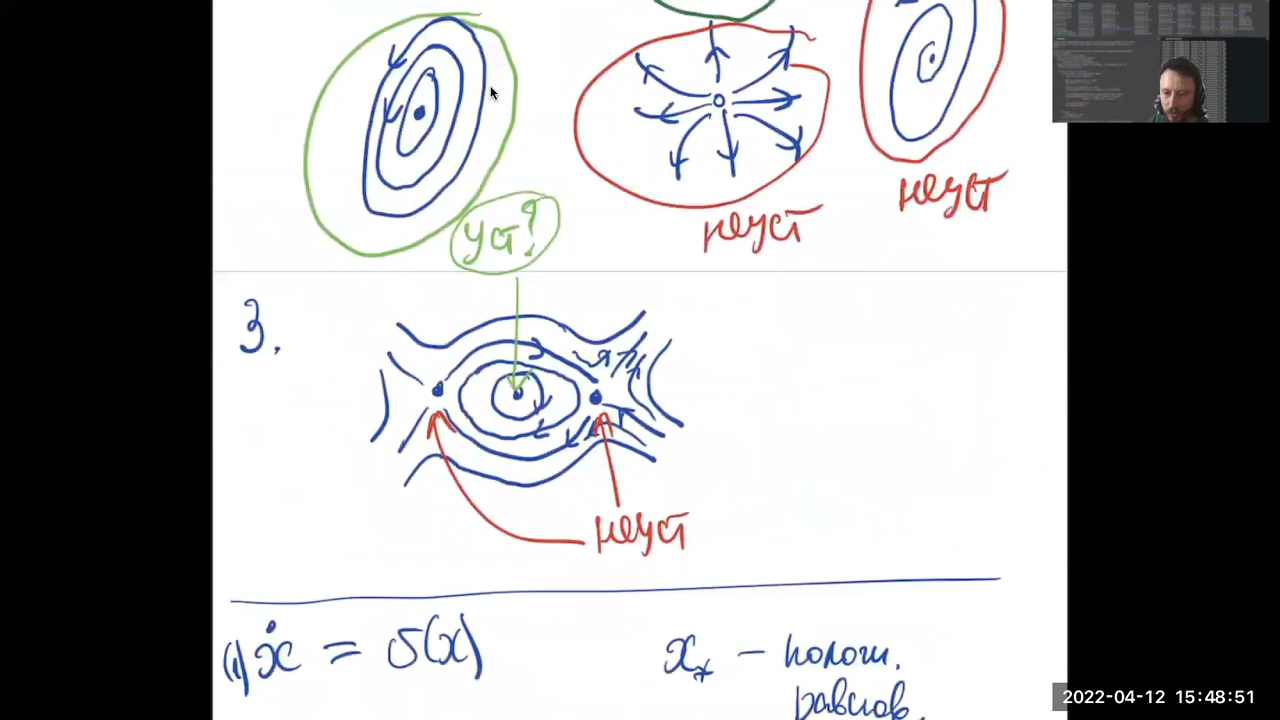 уст?
неуст
неуст
3.
неуст
(1) ẋ = v(x)
x* – полож.
равнов.
2022-04-12 15:48:51